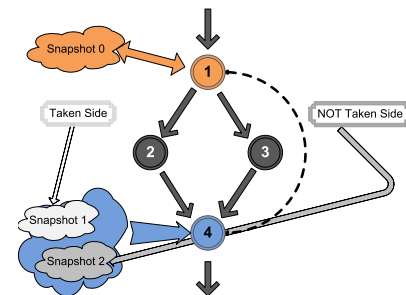 Snapshot 0
1
Taken Side
NOT Taken Side
2
3
Snapshot 1
4
Snapshot 2